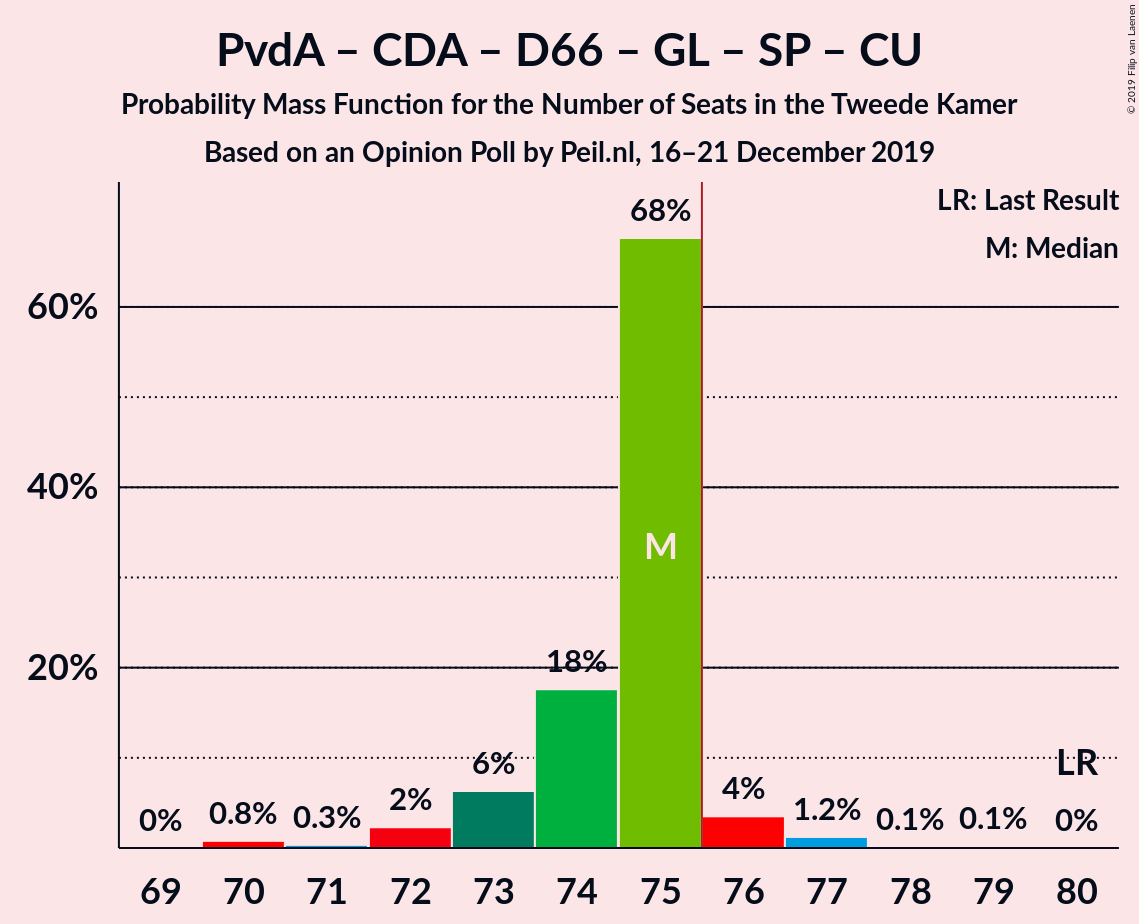 PvdA – CDA – D66 – GL – SP – CU
Probability Mass Function for the Number of Seats in the Tweede Kamer
Based on an Opinion Poll by Peil.nl, 16–21 December 2019
© 2019 Filip van Laenen
LR: Last Result
M: Median
60%
40%
20%
0%
0.8%
0.3%
2%
6%
18%
68%
M
4%
1.2%
0.1%
0.1%
0%
LR
69 70 71 72 73 74 75 76 77 78 79 80